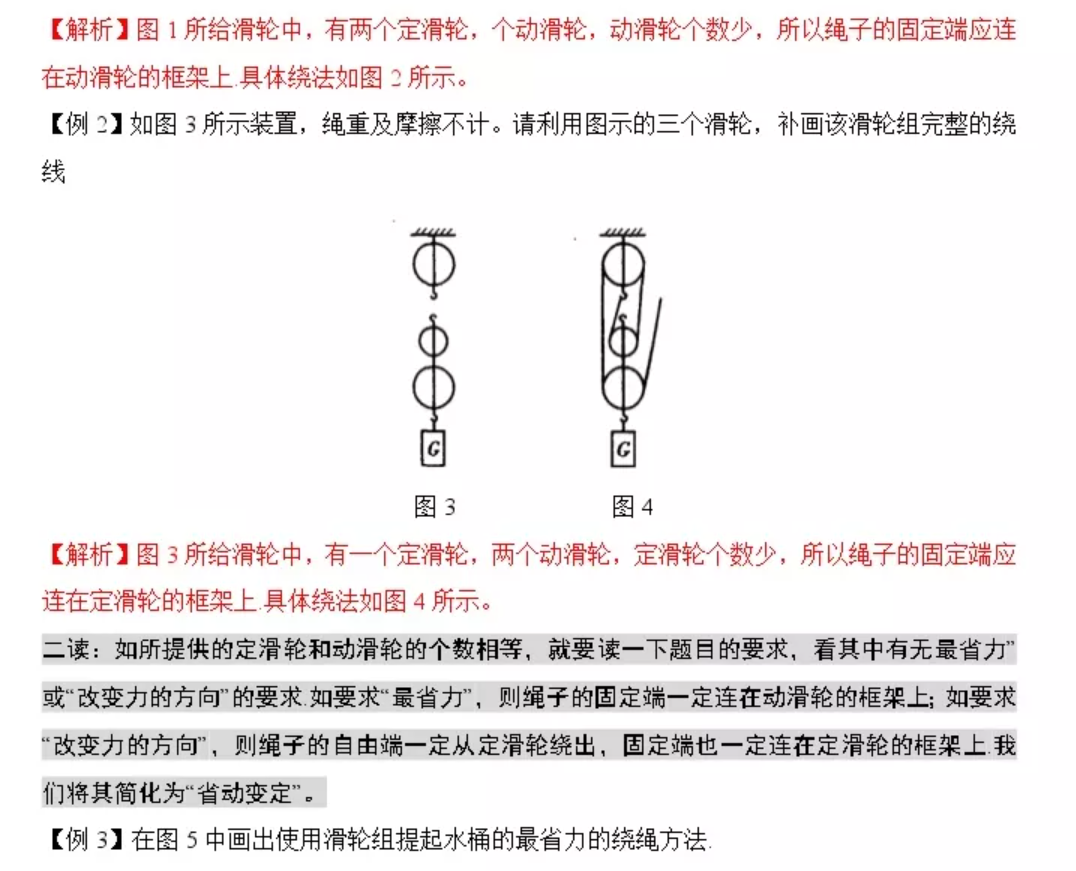 【解析】图 1 所给滑轮中，有两个定滑轮，个动滑轮，动滑轮个数少，所以绳子的固定端应连
在动滑轮的框架上.具体绕法如图 2 所示。
【例 2】如图 3 所示装置，绳重及摩擦不计。请利用图示的三个滑轮，补画该滑轮组完整的绕
线
G
G
图 3
图 4
【解析】图 3 所给滑轮中，有一个定滑轮，两个动滑轮，定滑轮个数少，所以绳子的固定端应
连在定滑轮的框架上.具体绕法如图 4 所示。
二读：如所提供的定滑轮和动滑轮的个数相等，就要读一下题目的要求，看其中有无最省力”
或“改变力的方向”的要求.如要求“最省力”，则绳子的固定端一定连在动滑轮的框架上；如要求
“改变力的方向”，则绳子的自由端一定从定滑轮绕出，固定端也一定连在定滑轮的框架上.我
们将其简化为“省动变定”。
【例 3】在图 5 中画出使用滑轮组提起水桶的最省力的绕绳方法.